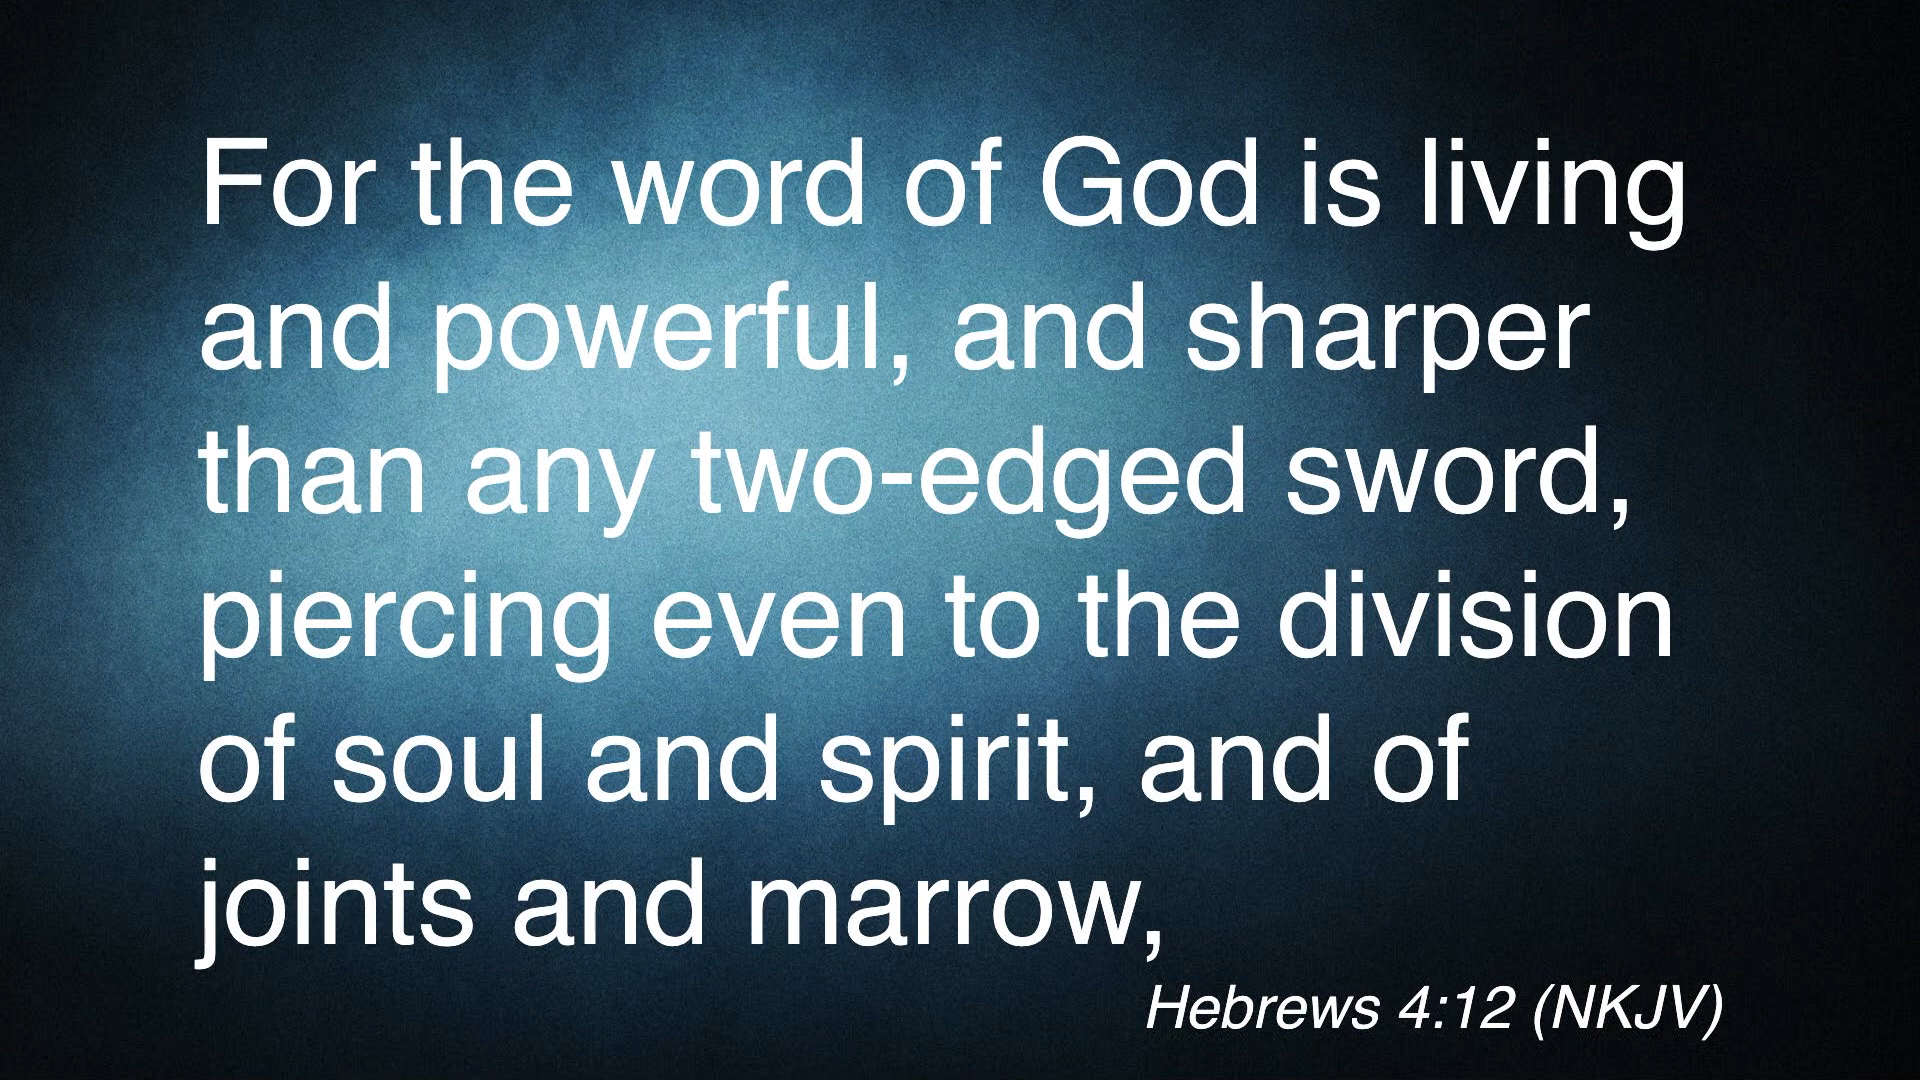 For the word of God is living
and powerful, and sharper
than any two-edged sword,
piercing even to the division
of soul and spirit, and of
joints and marrow,
Hebrews 4:12 (NKJV)